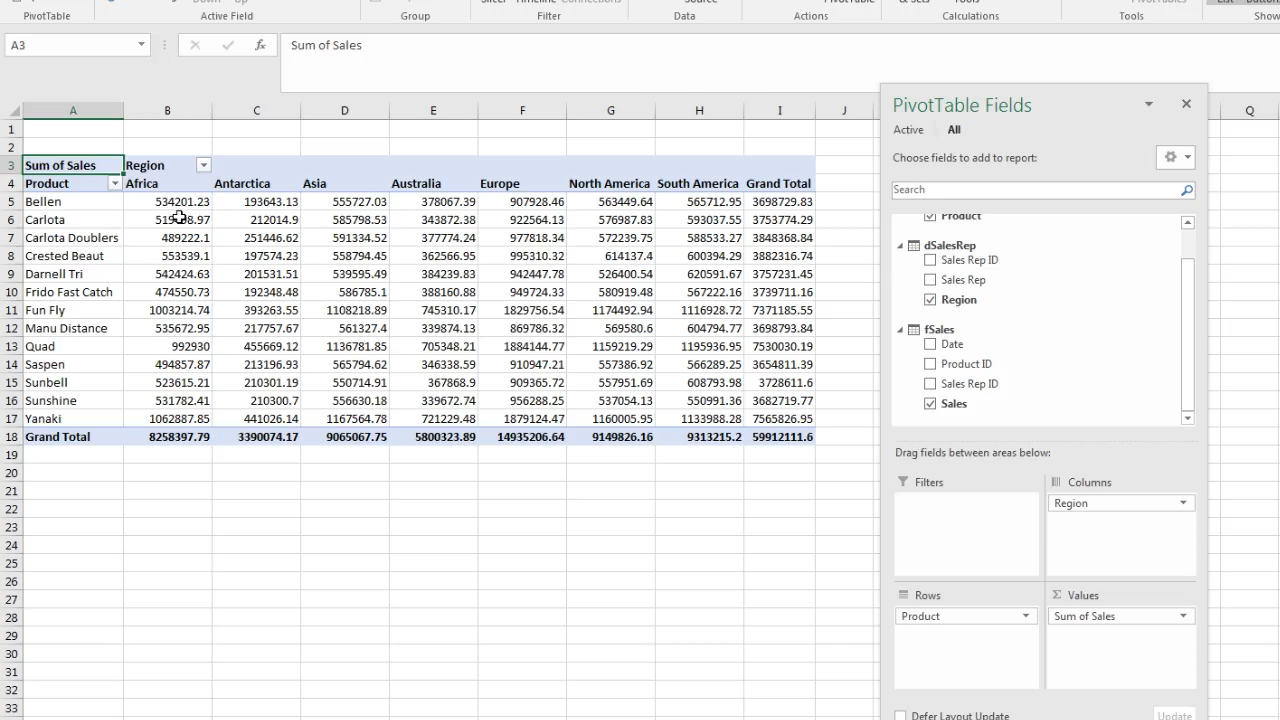 PivotTable Active Field Group Filter Data Actions Calculations Tools Show
A3 fx Sum of Sales
A B C D E F G H I J Q
1
2
3 Sum of Sales Region
4 Product Africa Antarctica Asia Australia Europe North America South America Grand Total
5 Bellen 534201.23 193643.13 555727.03 378067.39 907928.46 563449.64 565712.95 3698729.83
6 Carlota 212014.9 585798.53 343872.38 922564.13 576987.83 593037.55 3753774.29
7 Carlota Doublers 489222.1 251446.62 591334.52 377774.24 977818.34 572239.75 588533.27 3848368.84
8 Crested Beaut 553539.1 197574.23 558794.45 362566.95 995310.32 614137.4 600394.29 3882316.74
9 Darnell Tri 542424.63 201531.51 539595.49 384239.83 942447.78 526400.54 620591.67 3757231.45
10 Frido Fast Catch 474550.73 192348.48 586785.1 388160.88 949724.33 580919.48 567222.16 3739711.16
11 Fun Fly 1003214.74 393263.55 1108218.89 745310.17 1829756.54 1174492.94 1116928.72 7371185.55
12 Manu Distance 535672.95 217757.67 561327.4 339874.13 869786.32 569580.6 604794.77 3698793.84
13 Quad 992930 455669.12 1136781.85 705348.21 1884144.77 1159219.29 1195936.95 7530030.19
14 Saspen 494857.87 213196.93 565794.62 346338.59 910947.21 557386.92 566289.25 3654811.39
15 Sunbell 523615.21 210301.19 550714.91 367868.9 909365.72 557951.69 608793.98 3728611.6
16 Sunshine 531782.41 210300.7 556630.18 339672.74 956288.25 537054.13 550991.36 3682719.77
17 Yanaki 1062887.85 441026.14 1167564.78 721229.48 1879124.47 1160005.95 1133988.28 7565826.95
18 Grand Total 8258397.79 3390074.17 9065067.75 5800323.89 14935206.64 9149826.16 9313215.2 59912111.6
19
20
21
22
23
24
25
26
27
28
29
30
31
32
33
PivotTable Fields
Active All
Choose fields to add to report:
Search
Product
dSalesRep
Sales Rep ID
Sales Rep
Region
fSales
Date
Product ID
Sales Rep ID
Sales
Drag fields between areas below:
Filters Columns
Region
Rows Σ Values
Product Sum of Sales
Defer Layout Update Update